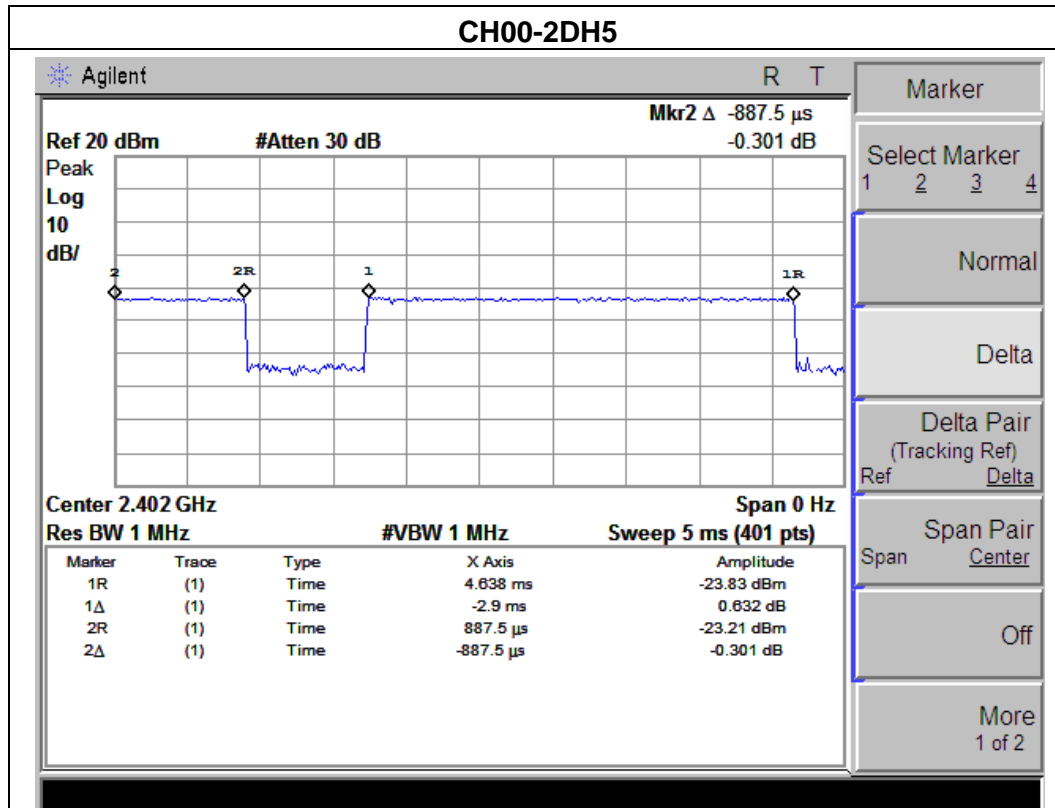 CH00-2DH5
Agilent R T
Mkr2 Δ -887.5 µs
Ref 20 dBm #Atten 30 dB -0.301 dB
Peak
Log
10
dB/
2 2R 1 1R
Center 2.402 GHz Span 0 Hz
Res BW 1 MHz #VBW 1 MHz Sweep 5 ms (401 pts)
Marker Trace Type X Axis Amplitude
1R (1) Time 4.638 ms -23.83 dBm
1Δ (1) Time -2.9 ms 0.632 dB
2R (1) Time 887.5 µs -23.21 dBm
2Δ (1) Time -887.5 µs -0.301 dB
Marker
Select Marker
1 2 3 4
Normal
Delta
Delta Pair
(Tracking Ref)
Ref Delta
Span Pair
Span Center
Off
More
1 of 2